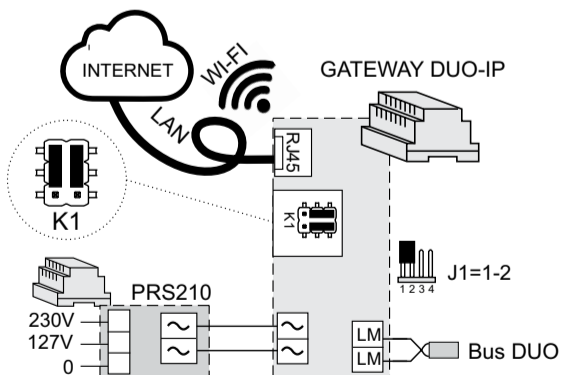 INTERNET
WI-FI
LAN
GATEWAY DUO-IP
RJ45
K1
K1
J1=1-2
1 2 3 4
PRS210
230V
127V
0
LM
LM
Bus DUO